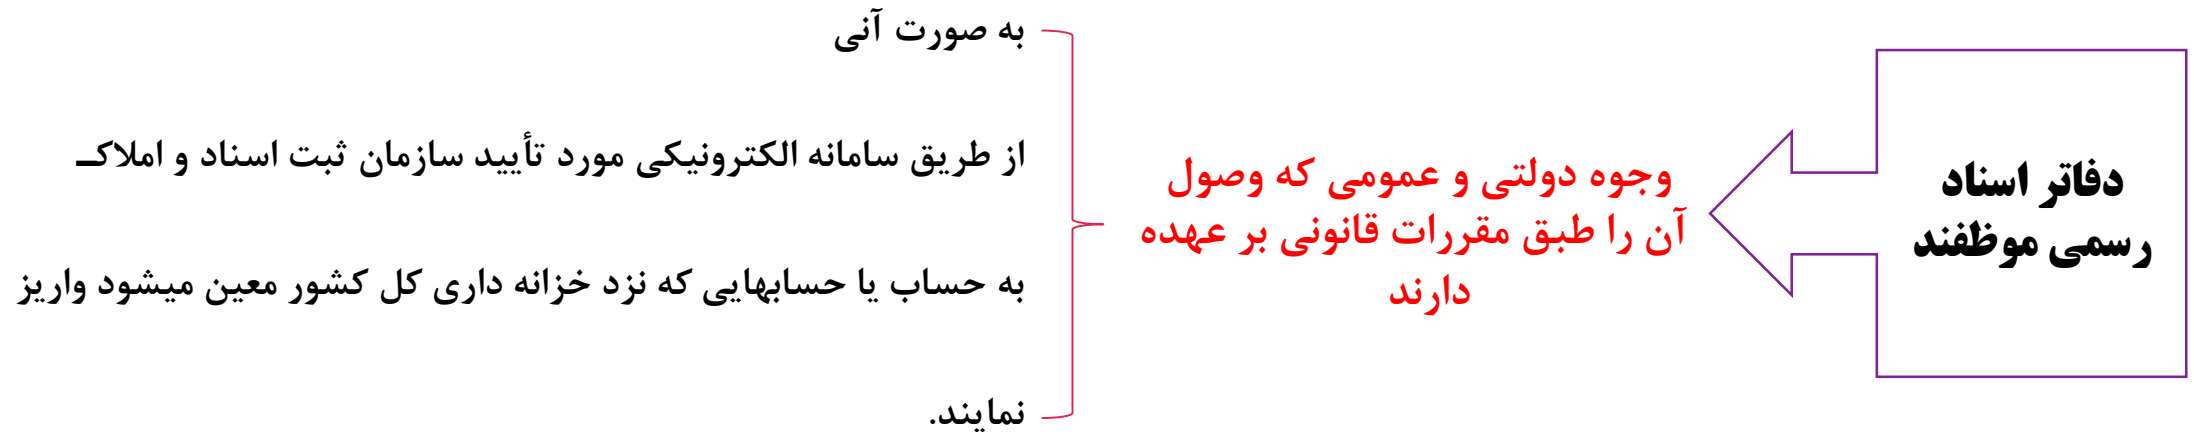 دفاتر اسناد
رسمی موظفند
وجوه دولتی و عمومی که وصول
آن را طبق مقررات قانونی بر عهده
دارند
به صورت آنی
از طریق سامانه الکترونیکی مورد تأیید سازمان ثبت اسناد و املاکـ
به حساب یا حسابهایی که نزد خزانه داری کل کشور معین میشود واریز
نمایند.